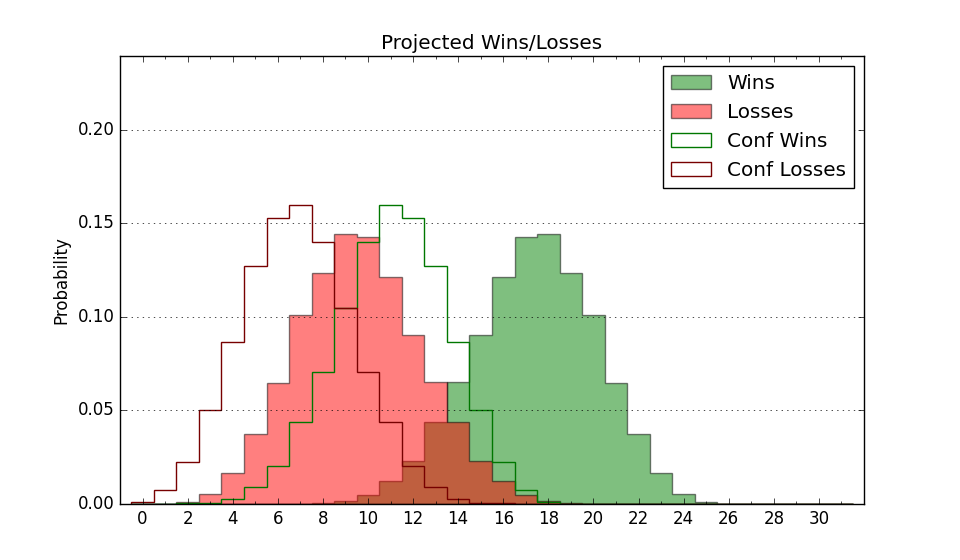 Projected Wins/Losses
Wins
Losses
Conf Wins
Conf Losses
Probability
0.20
0.15
0.10
0.05
0.00
0 2 4 6 8 10 12 14 16 18 20 22 24 26 28 30